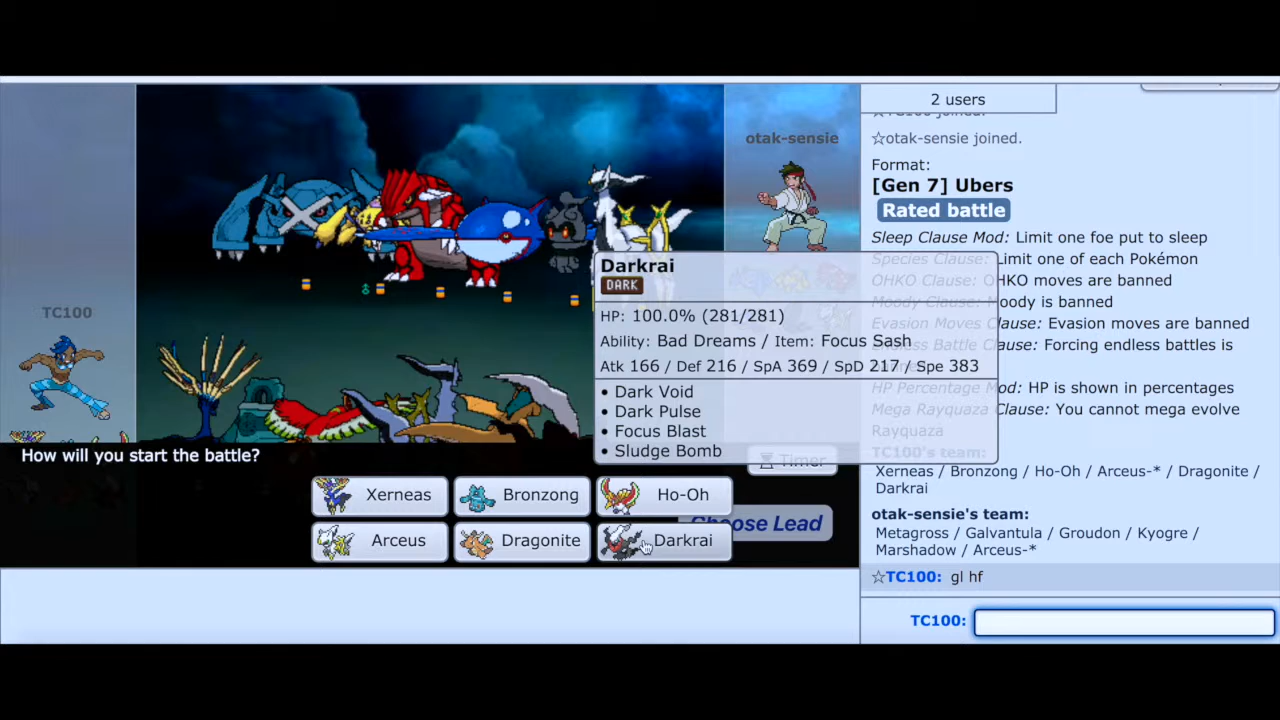 2 users
TC100 joined.
otak-sensie
☆otak-sensie joined.
Format:
[Gen 7] Ubers
Rated battle
Sleep Clause Mod: Limit one foe put to sleep
Species Clause: Limit one of each Pokémon
OHKO Clause: OHKO moves are banned
Moody Clause: Moody is banned
Evasion Moves Clause: Evasion moves are banned
Endless Battle Clause: Forcing endless battles is
HP Percentage Mod: HP is shown in percentages
Mega Rayquaza Clause: You cannot mega evolve
Rayquaza
TC100's team:
Xerneas / Bronzong / Ho-Oh / Arceus-* / Dragonite /
Darkrai
otak-sensie's team:
Metagross / Galvantula / Groudon / Kyogre /
Marshadow / Arceus-*
☆TC100: gl hf
TC100:
Darkrai
DARK
HP: 100.0% (281/281)
Ability: Bad Dreams / Item: Focus Sash
Atk 166 / Def 216 / SpA 369 / SpD 217 / Spe 383
• Dark Void
• Dark Pulse
• Focus Blast
• Sludge Bomb
TC100
How will you start the battle?
Timer
Choose Lead
Xerneas
Bronzong
Ho-Oh
Arceus
Dragonite
Darkrai